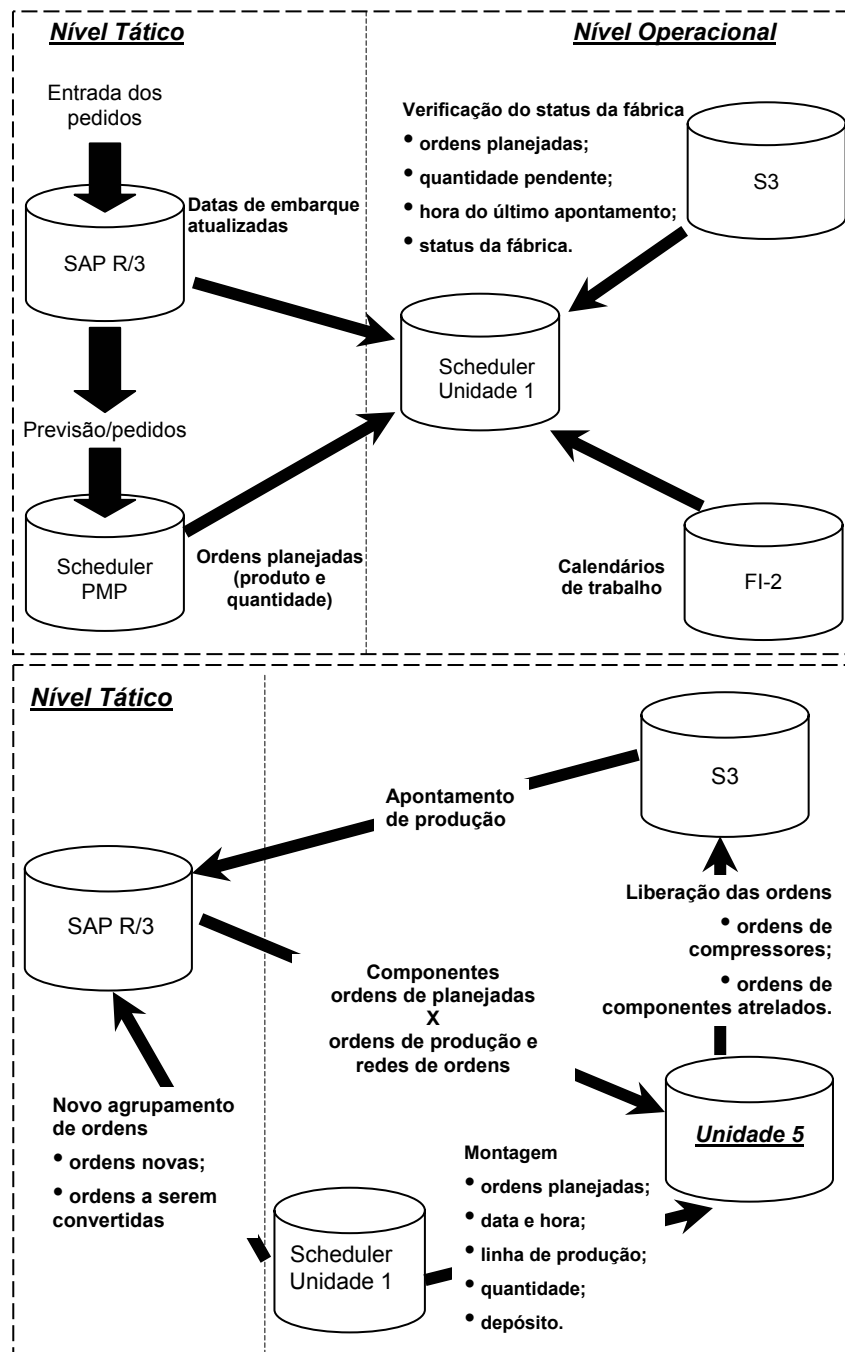 Nível Tático
Nível Operacional
Entrada dos
pedidos
SAP R/3
Datas de embarque
atualizadas
Previsão/pedidos
Scheduler
PMP
Ordens planejadas
(produto e
quantidade)
Verificação do status da fábrica
• ordens planejadas;
• quantidade pendente;
• hora do último apontamento;
• status da fábrica.
S3
Scheduler
Unidade 1
Calendários
de trabalho
FI-2
Nível Tático
S3
Apontamento
de produção
SAP R/3
Liberação das ordens
• ordens de
compressores;
• ordens de
componentes atrelados.
Componentes
ordens de planejadas
X
ordens de produção e
redes de ordens
Novo agrupamento
de ordens
• ordens novas;
• ordens a serem
convertidas
Unidade 5
Montagem
• ordens planejadas;
• data e hora;
• linha de produção;
• quantidade;
• depósito.
Scheduler
Unidade 1